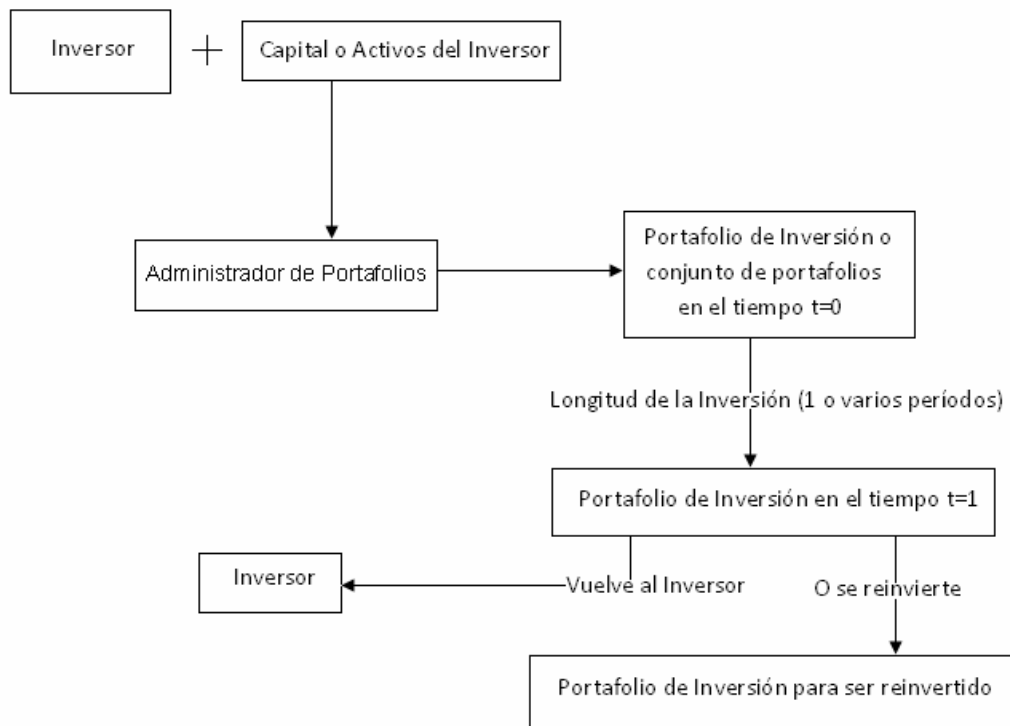 Inversor
+
Capital o Activos del Inversor
Administrador de Portafolios
Portafolio de Inversión o
conjunto de portafolios
en el tiempo t=0
Longitud de la Inversión (1 o varios períodos)
Portafolio de Inversión en el tiempo t=1
Inversor
Vuelve al Inversor
O se reinvierte
Portafolio de Inversión para ser reinvertido